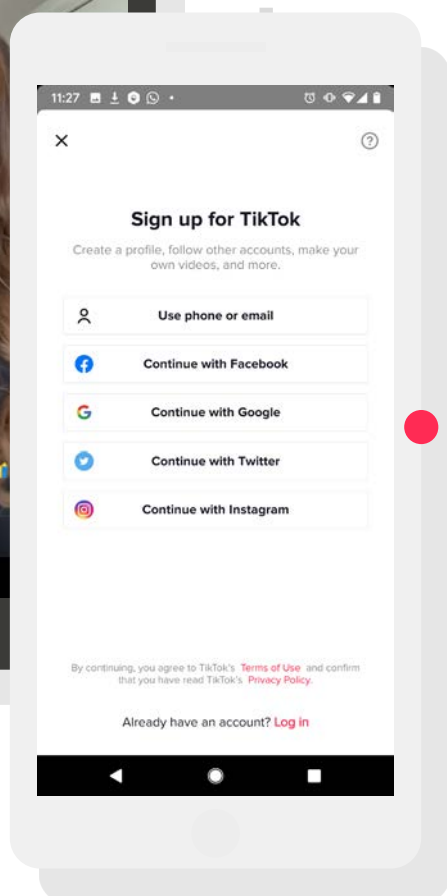 11:27
Sign up for TikTok
Create a profile, follow other accounts, make your
own videos, and more.
Use phone or email
Continue with Facebook
Continue with Google
Continue with Twitter
Continue with Instagram
By continuing, you agree to TikTok's Terms of Use and confirm
that you have read TikTok's Privacy Policy.
Already have an account? Log in